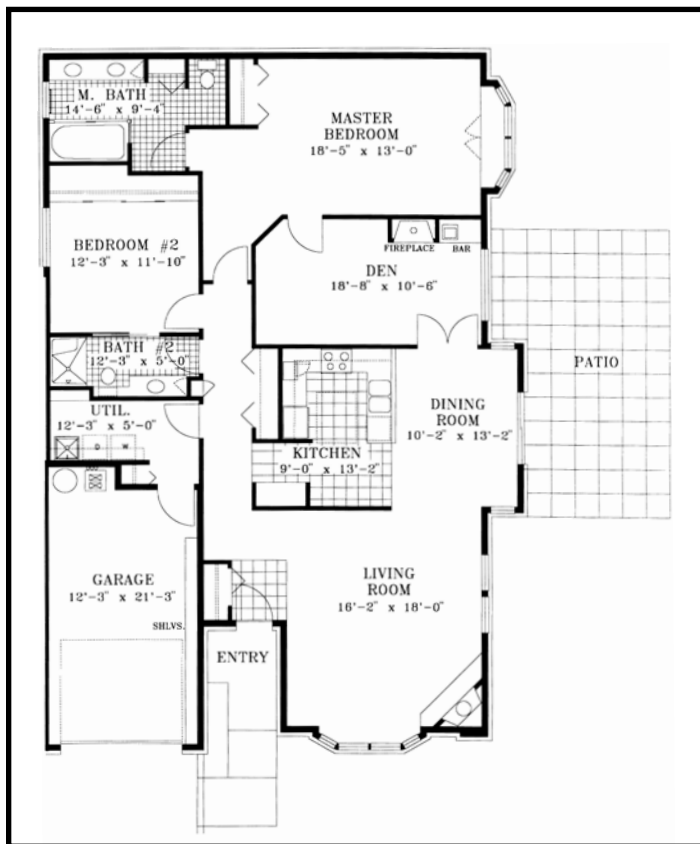 M. BATH
14'-6" x 9'-4"
MASTER
BEDROOM
18'-5" x 13'-0"
BEDROOM #2
12'-3" x 11'-10"
FIREPLACE
BAR
DEN
18'-8" x 10'-6"
BATH #2
12'-3" x 5'-0"
PATIO
UTIL.
12'-3" x 5'-0"
DINING
ROOM
10'-2" x 13'-2"
KITCHEN
9'-0" x 13'-2"
GARAGE
12'-3" x 21'-3"
SHLVS.
LIVING
ROOM
16'-2" x 18'-0"
ENTRY